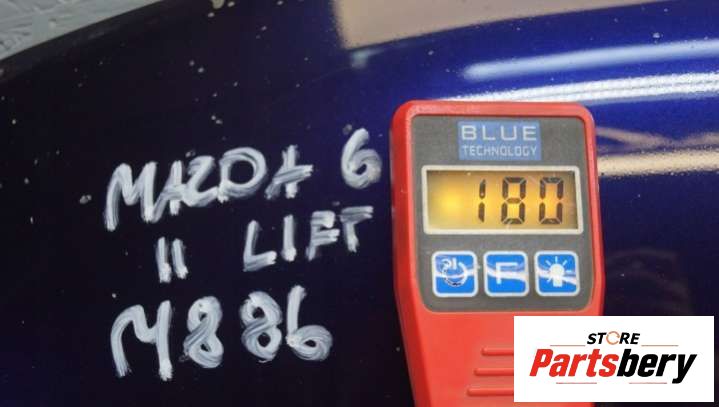 MAZDA 6
II LIFT
M886
BLUE
TECHNOLOGY
180
F
STORE
Partsbery